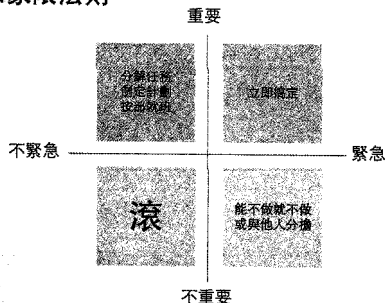 象限法則
重要
分解任務
制定計劃
按部就班
立即搞定
不緊急
緊急
滾
能不做就不做
或與他人分擔
不重要